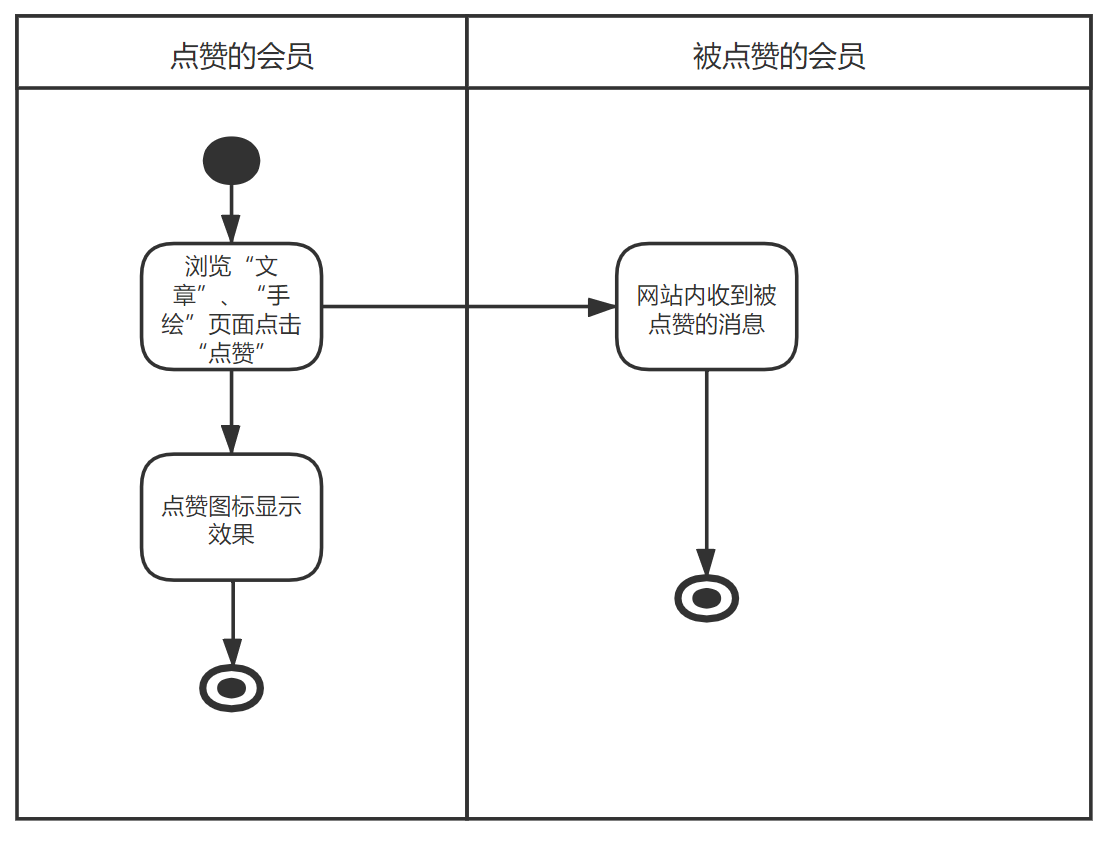 点赞的会员
被点赞的会员
浏览“文
章”、“手
绘”页面点击
“点赞”
网站内收到被
点赞的消息
点赞图标显示
效果